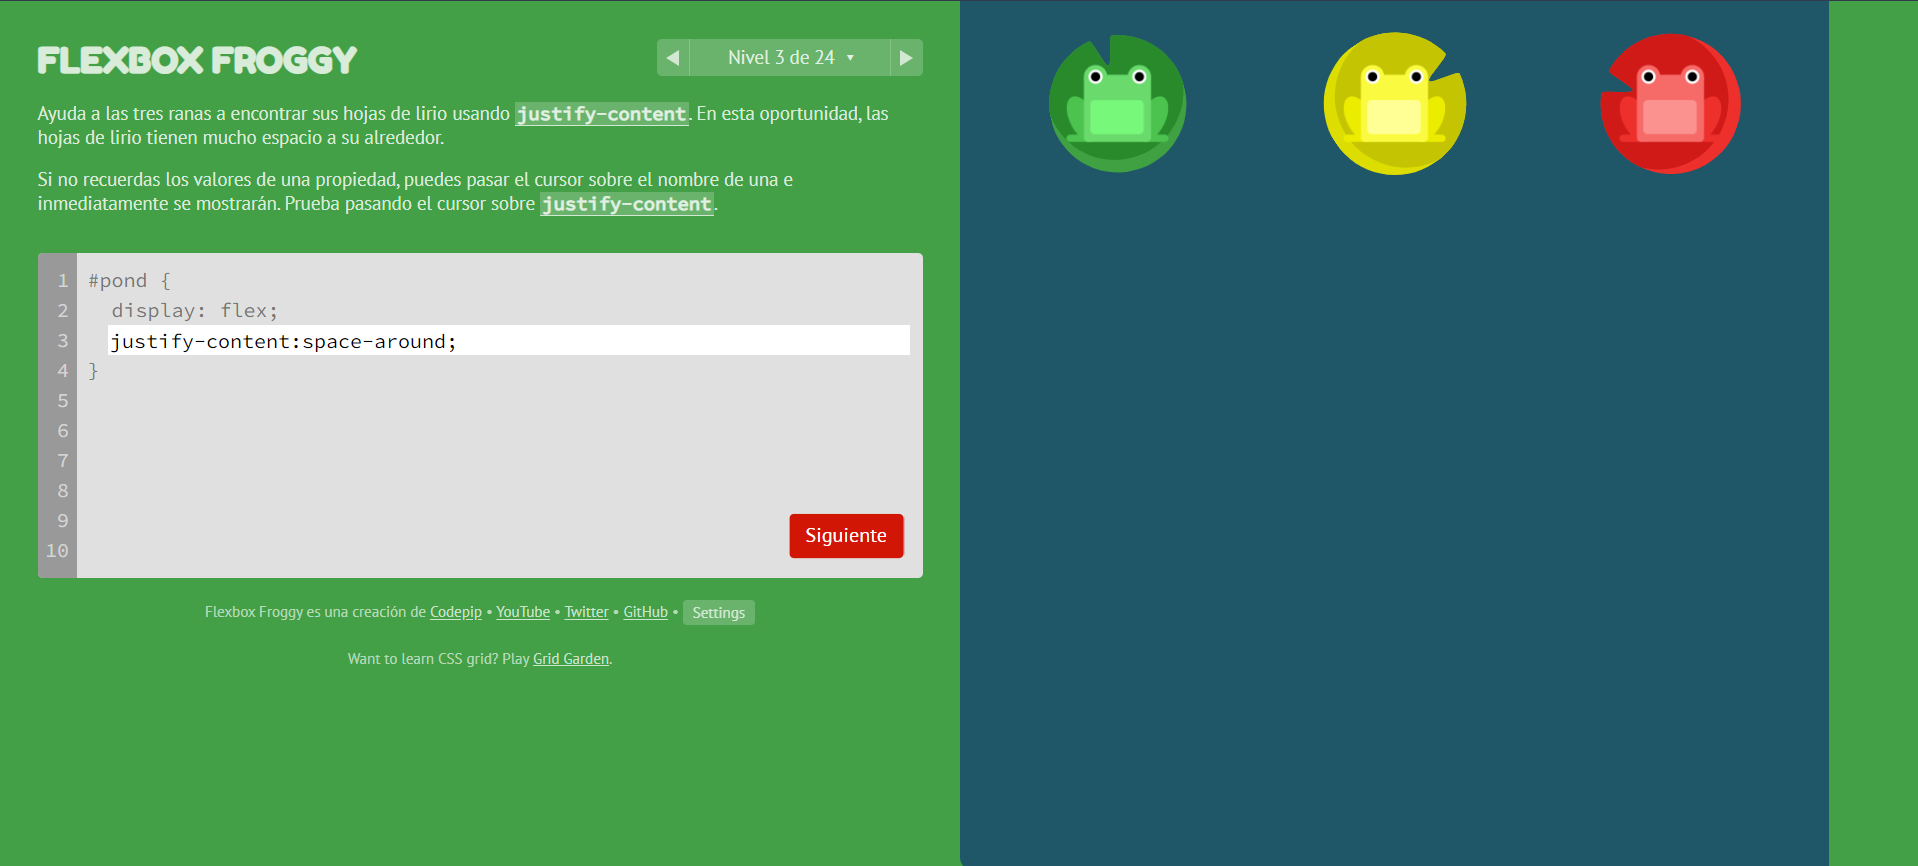 FLEXBOX FROGGY
◀ Nivel 3 de 24 ▾ ▶
Ayuda a las tres ranas a encontrar sus hojas de lirio usando justify-content. En esta oportunidad, las
hojas de lirio tienen mucho espacio a su alrededor.
Si no recuerdas los valores de una propiedad, puedes pasar el cursor sobre el nombre de una e
inmediatamente se mostrarán. Prueba pasando el cursor sobre justify-content.
1 #pond {
2 display: flex;
3 justify-content:space-around;
4 }
5
6
7
8
9
10
Siguiente
Flexbox Froggy es una creación de Codepip • YouTube • Twitter • GitHub • Settings
Want to learn CSS grid? Play Grid Garden.